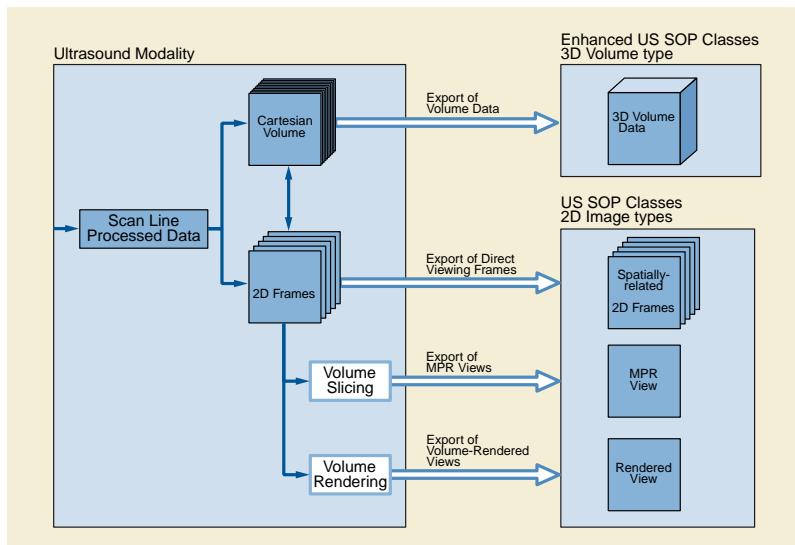 Ultrasound Modality
Enhanced US SOP Classes
3D Volume type
Cartesian
Volume
Export of
Volume Data
3D Volume
Data
Scan Line
Processed Data
US SOP Classes
2D Image types
2D Frames
Export of Direct
Viewing Frames
Spatially-
related
2D Frames
Volume
Slicing
Export of
MPR Views
MPR
View
Volume
Rendering
Export of
Volume-Rendered
Views
Rendered
View